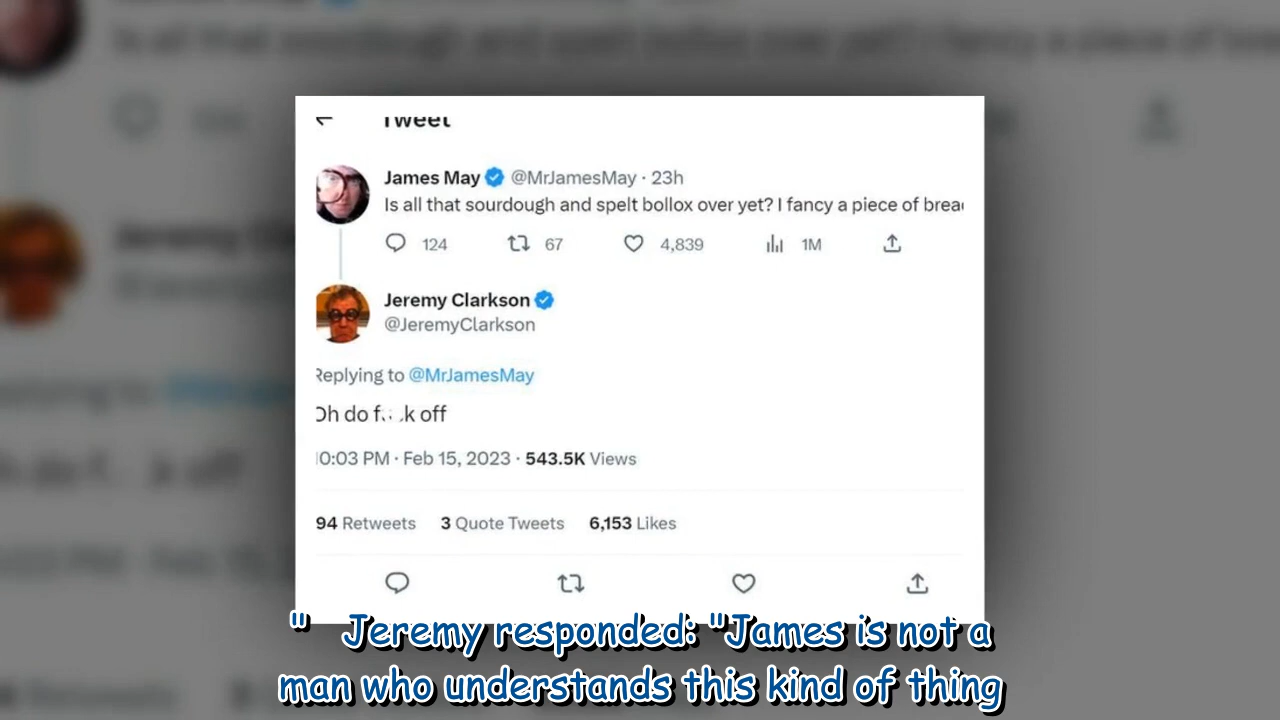 Tweet
James May @MrJamesMay · 23h
Is all that sourdough and spelt bollox over yet? I fancy a piece of brea
124 67 4,839 1M
Jeremy Clarkson
@JeremyClarkson
Replying to @MrJamesMay
Oh do f. .k off
10:03 PM · Feb 15, 2023 · 543.5K Views
94 Retweets 3 Quote Tweets 6,153 Likes
" Jeremy responded: "James is not a
man who understands this kind of thing